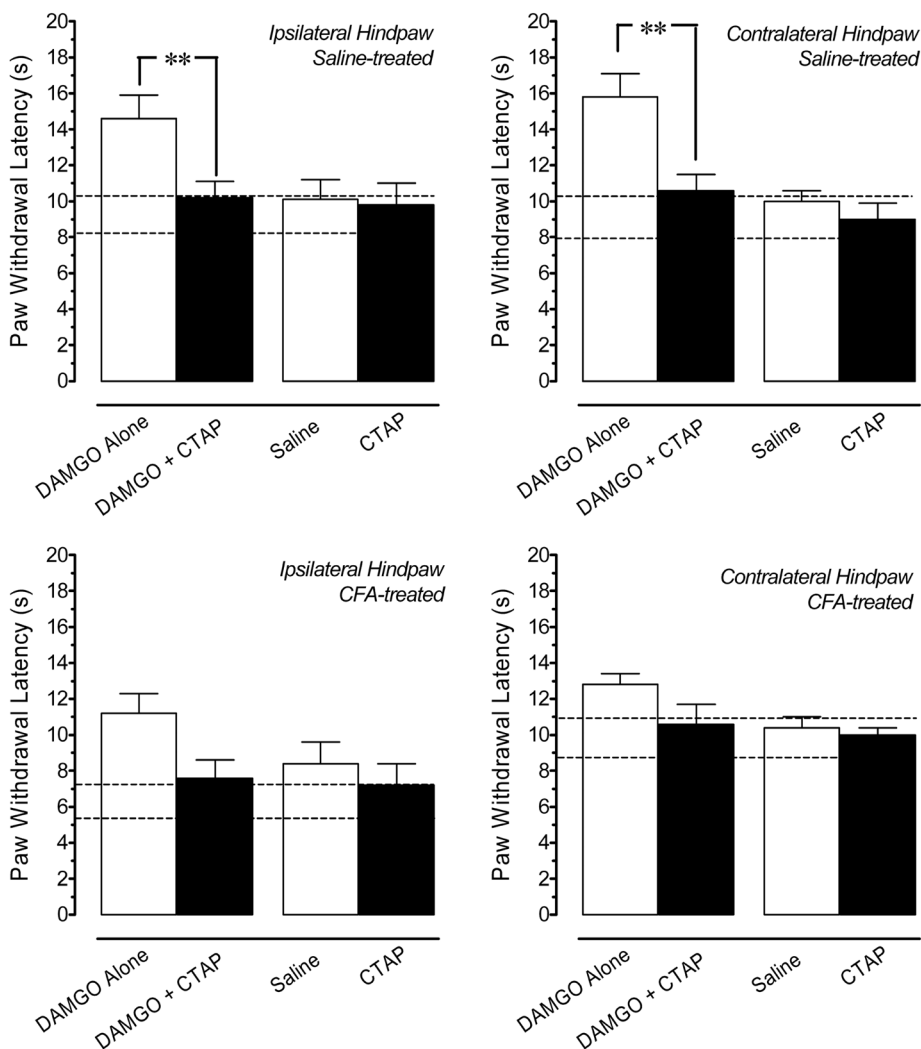 Ipsilateral Hindpaw
Saline-treated
**
Paw Withdrawal Latency (s)
20
18
16
14
12
10
8
6
4
2
0
DAMGO Alone
DAMGO + CTAP
Saline
CTAP
Contralateral Hindpaw
Saline-treated
**
Paw Withdrawal Latency (s)
20
18
16
14
12
10
8
6
4
2
0
DAMGO Alone
DAMGO + CTAP
Saline
CTAP
Ipsilateral Hindpaw
CFA-treated
Paw Withdrawal Latency (s)
20
18
16
14
12
10
8
6
4
2
0
DAMGO Alone
DAMGO + CTAP
Saline
CTAP
Contralateral Hindpaw
CFA-treated
Paw Withdrawal Latency (s)
20
18
16
14
12
10
8
6
4
2
0
DAMGO Alone
DAMGO + CTAP
Saline
CTAP